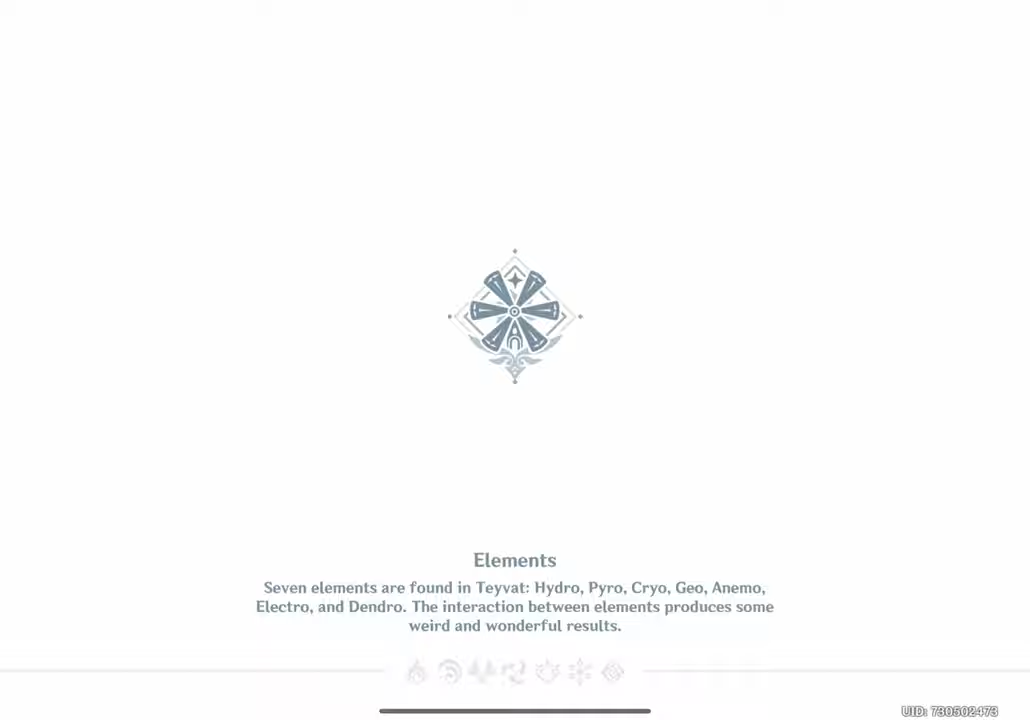 Elements
Seven elements are found in Teyvat: Hydro, Pyro, Cryo, Geo, Anemo,
Electro, and Dendro. The interaction between elements produces some
weird and wonderful results.
UID: 730502473